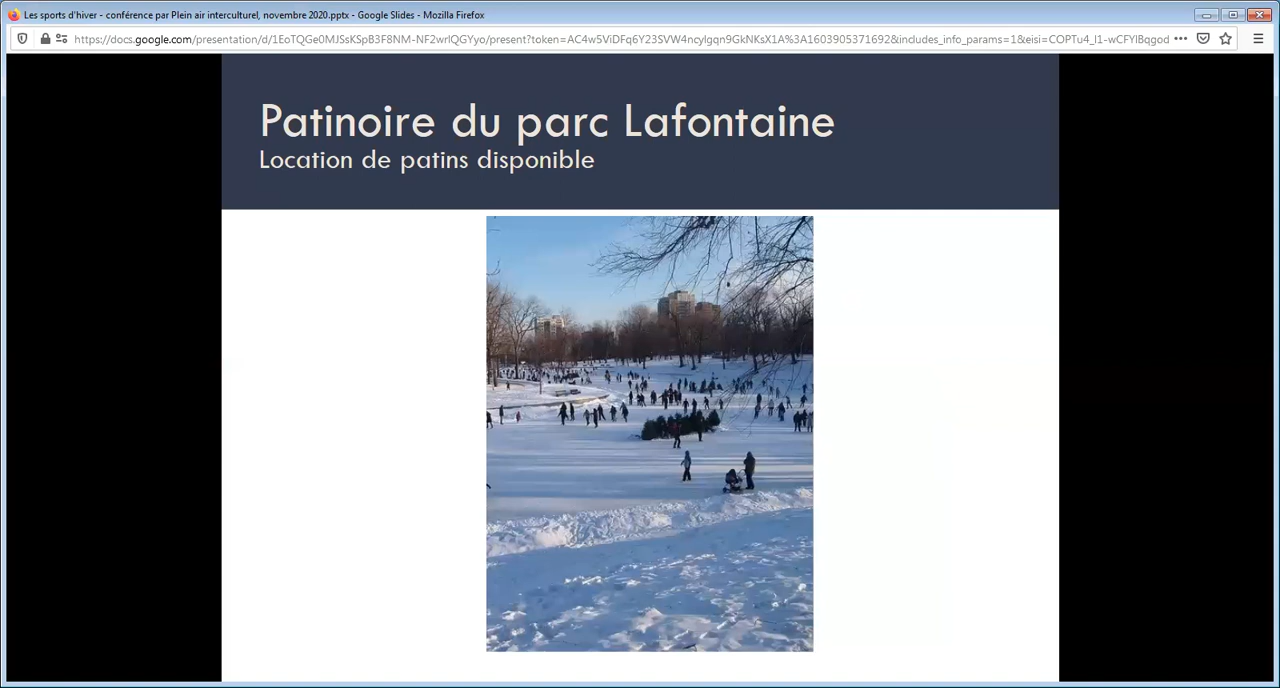 Les sports d'hiver - conférence par Plein air interculturel, novembre 2020.pptx - Google Slides - Mozilla Firefox
https://docs.google.com/presentation/d/1EoTQGe0MJSsKSpB3F8NM-NF2wrlQGYyo/present?token=AC4w5ViDFq6Y23SVW4ncylgqn9GkNKsX1A%3A1603905371692&includes_info_params=1&eisi=COPTu4_l1-wCFYlBqgod
Patinoire du parc Lafontaine
Location de patins disponible